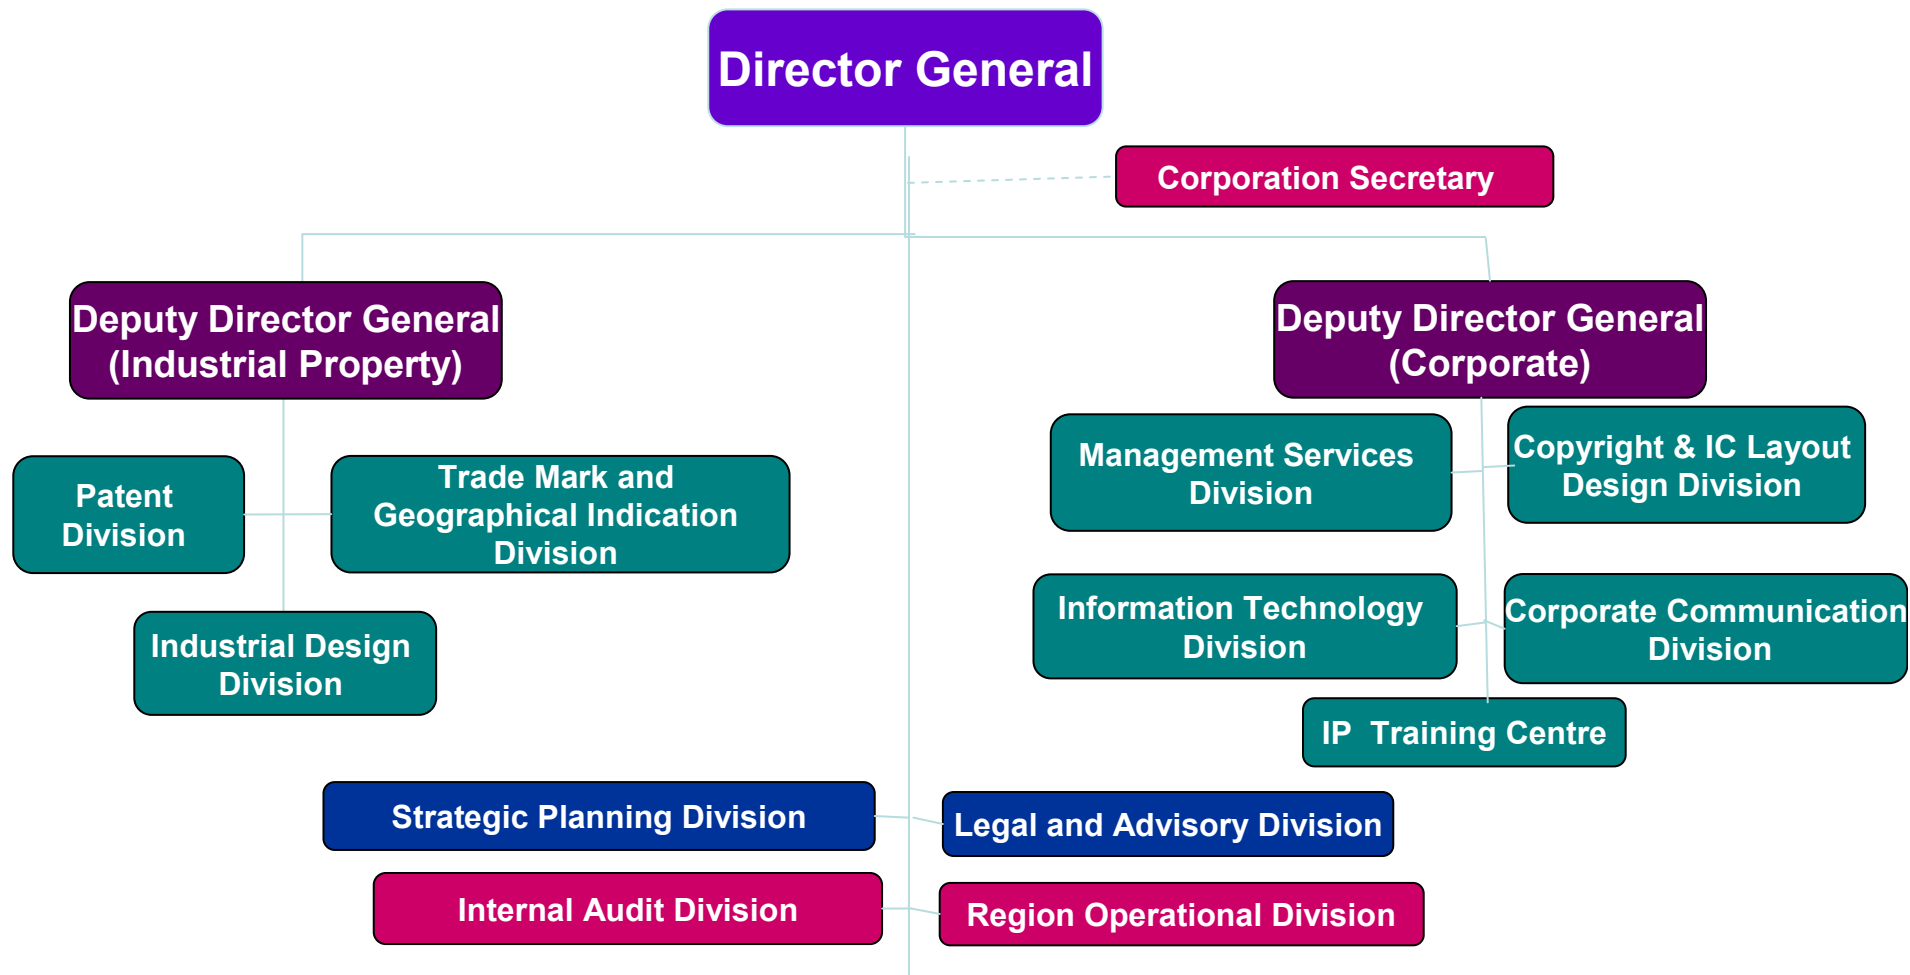 Director General
Corporation Secretary
Deputy Director General
(Industrial Property)
Deputy Director General
(Corporate)
Patent
Division
Trade Mark and
Geographical Indication
Division
Industrial Design
Division
Management Services
Division
Copyright & IC Layout
Design Division
Information Technology
Division
Corporate Communication
Division
IP  Training Centre
Strategic Planning Division
Legal and Advisory Division
Internal Audit Division
Region Operational Division